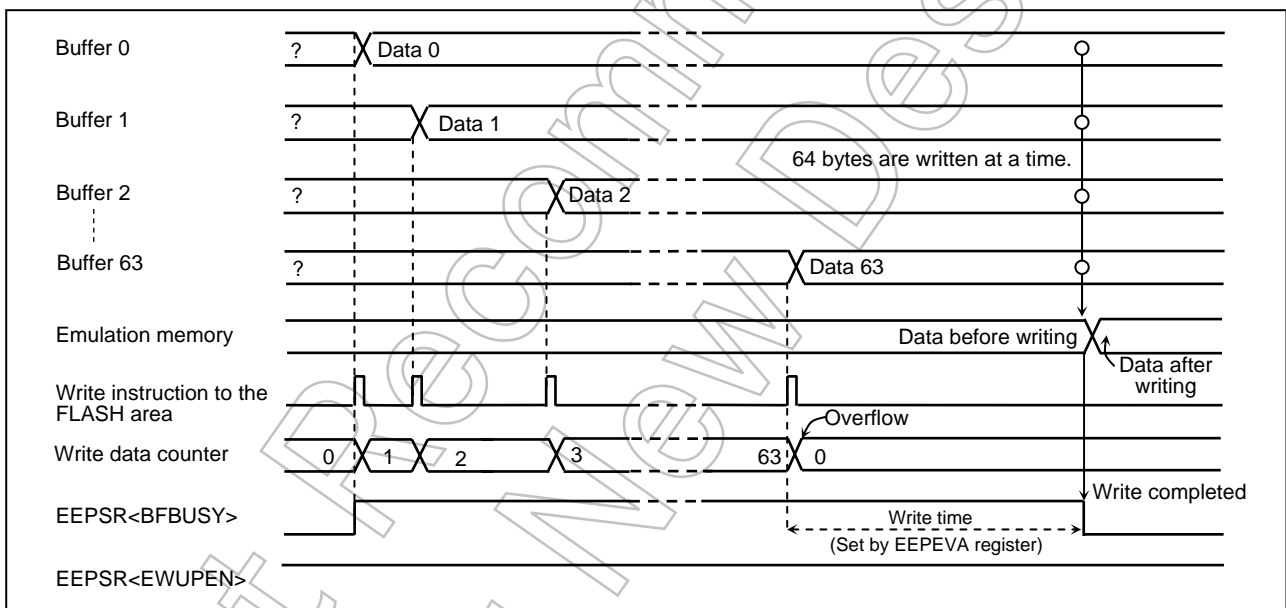 Buffer 0
? Data 0
Buffer 1
? Data 1
64 bytes are written at a time.
Buffer 2
? Data 2
Buffer 63
? Data 63
Emulation memory
Data before writing
Data after
writing
Write instruction to the
FLASH area
Overflow
Write data counter
0 1 2 3 63 0
Write completed
EEPSR<BFBUSY>
Write time
(Set by EEPEVA register)
EEPSR<EWUPEN>